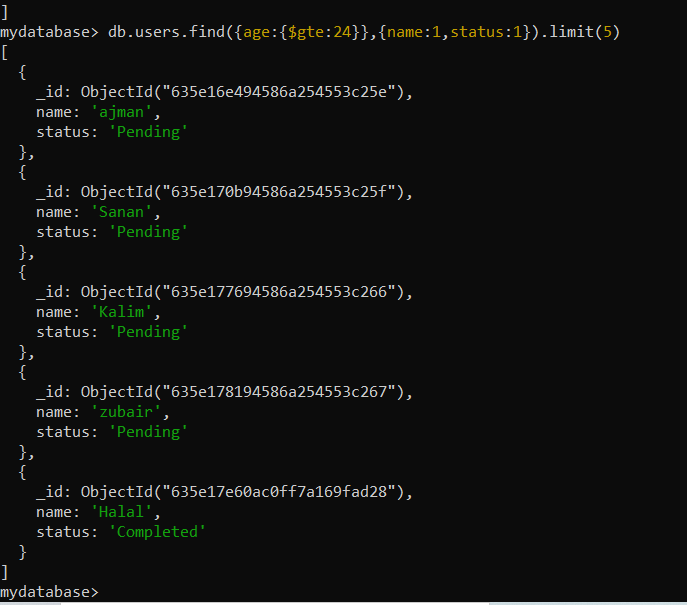 ]
mydatabase> db.users.find({age:{$gte:24}},{name:1,status:1}).limit(5)
[
  {
    _id: ObjectId("635e16e494586a254553c25e"),
    name: 'ajman',
    status: 'Pending'
  },
  {
    _id: ObjectId("635e170b94586a254553c25f"),
    name: 'Sanan',
    status: 'Pending'
  },
  {
    _id: ObjectId("635e177694586a254553c266"),
    name: 'Kalim',
    status: 'Pending'
  },
  {
    _id: ObjectId("635e178194586a254553c267"),
    name: 'zubair',
    status: 'Pending'
  },
  {
    _id: ObjectId("635e17e60ac0ff7a169fad28"),
    name: 'Halal',
    status: 'Completed'
  }
]
mydatabase>